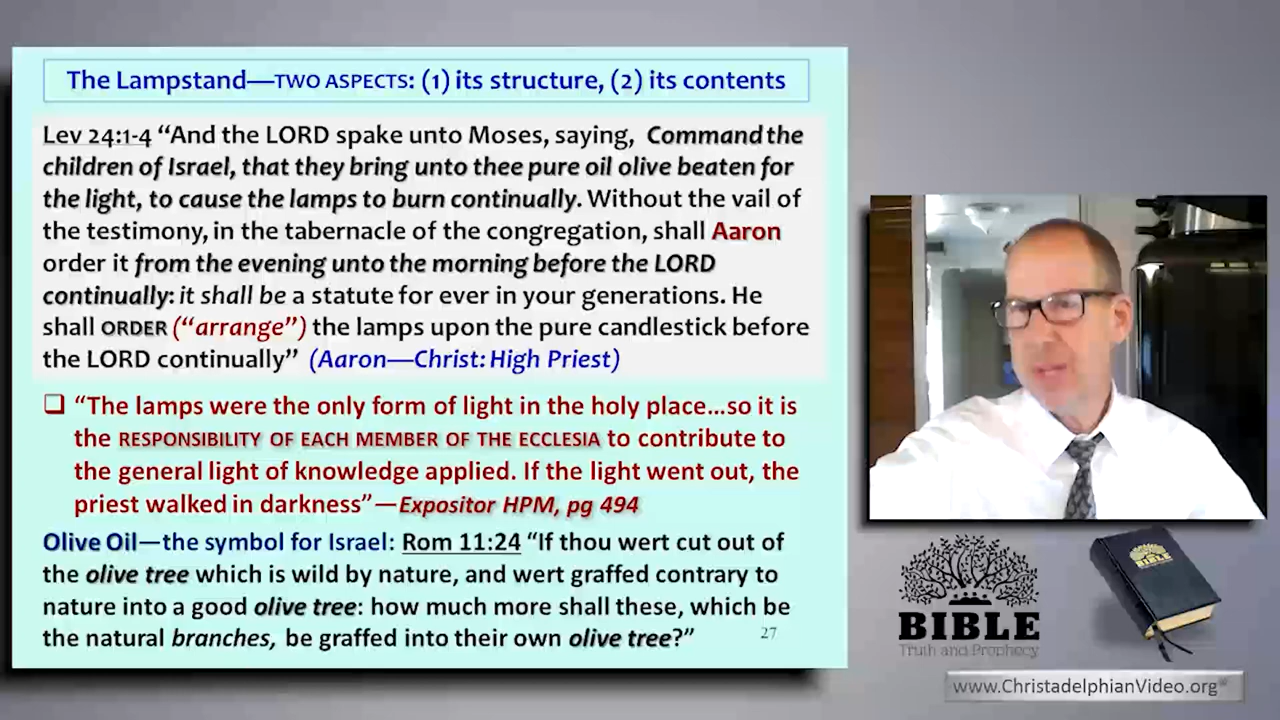 The Lampstand—TWO ASPECTS: (1) its structure, (2) its contents
Lev 24:1-4 “And the LORD spake unto Moses, saying, Command the
children of Israel, that they bring unto thee pure oil olive beaten for
the light, to cause the lamps to burn continually. Without the vail of
the testimony, in the tabernacle of the congregation, shall Aaron
order it from the evening unto the morning before the LORD
continually: it shall be a statute for ever in your generations. He
shall ORDER (“arrange”) the lamps upon the pure candlestick before
the LORD continually” (Aaron—Christ: High Priest)
❑ “The lamps were the only form of light in the holy place...so it is
the RESPONSIBILITY OF EACH MEMBER OF THE ECCLESIA to contribute to
the general light of knowledge applied. If the light went out, the
priest walked in darkness”—Expositor HPM, pg 494
Olive Oil—the symbol for Israel: Rom 11:24 “If thou wert cut out of
the olive tree which is wild by nature, and wert graffed contrary to
nature into a good olive tree: how much more shall these, which be
the natural branches, be graffed into their own olive tree?”
27
BIBLE
Truth and Prophecy
BIBLE
www.ChristadelphianVideo.org®